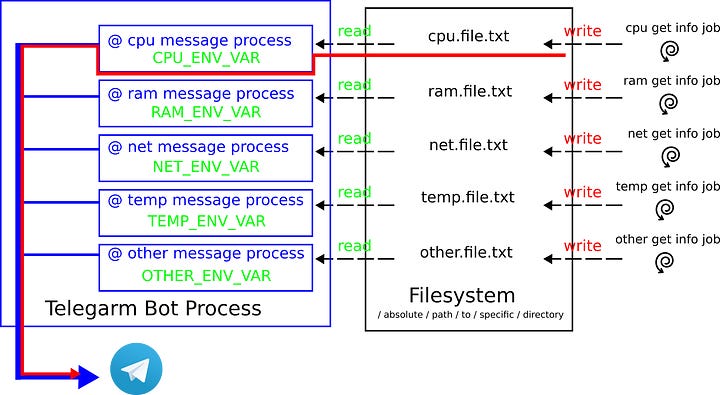 @ cpu message process
CPU_ENV_VAR
read
cpu.file.txt
write
cpu get info job
@ ram message process
RAM_ENV_VAR
read
ram.file.txt
write
ram get info job
@ net message process
NET_ENV_VAR
read
net.file.txt
write
net get info job
@ temp message process
TEMP_ENV_VAR
read
temp.file.txt
write
temp get info job
@ other message process
OTHER_ENV_VAR
read
other.file.txt
write
other get info job
Telegarm Bot Process
Filesystem
/ absolute / path / to / specific / directory